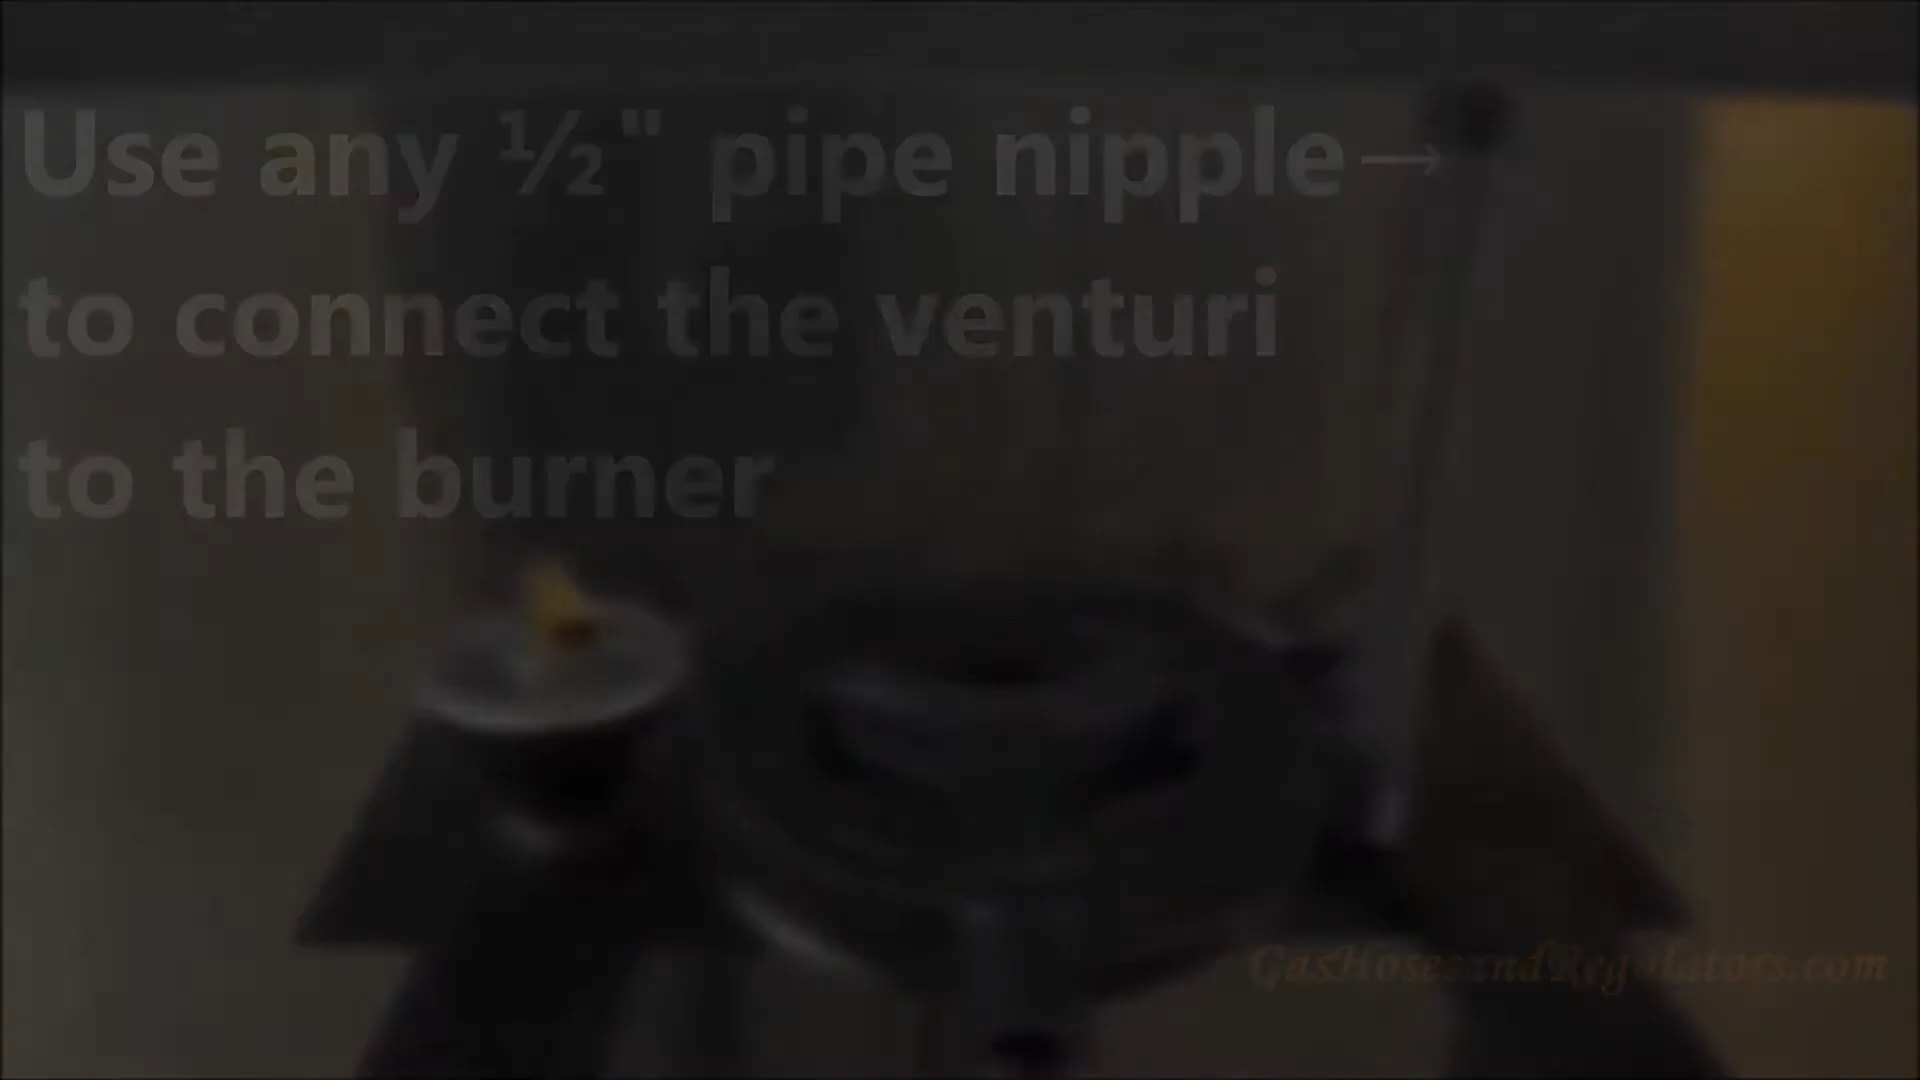 Use any ½" pipe nipple→
to connect the venturi
to the burner
GasHosesandRegulators.com